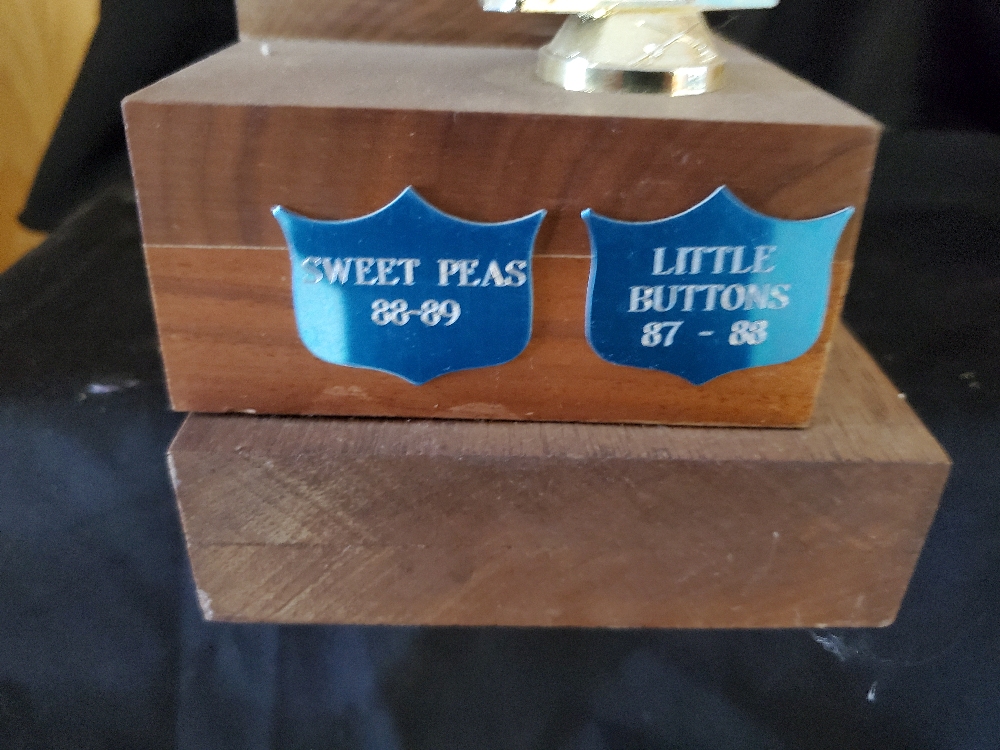 SWEET PEAS
88-89
LITTLE
BUTTONS
87 - 88